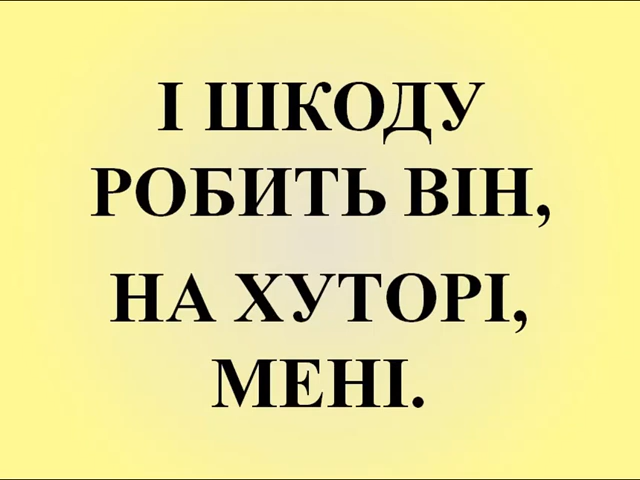 І ШКОДУ
РОБИТЬ ВІН,
НА ХУТОРІ,
МЕНІ.